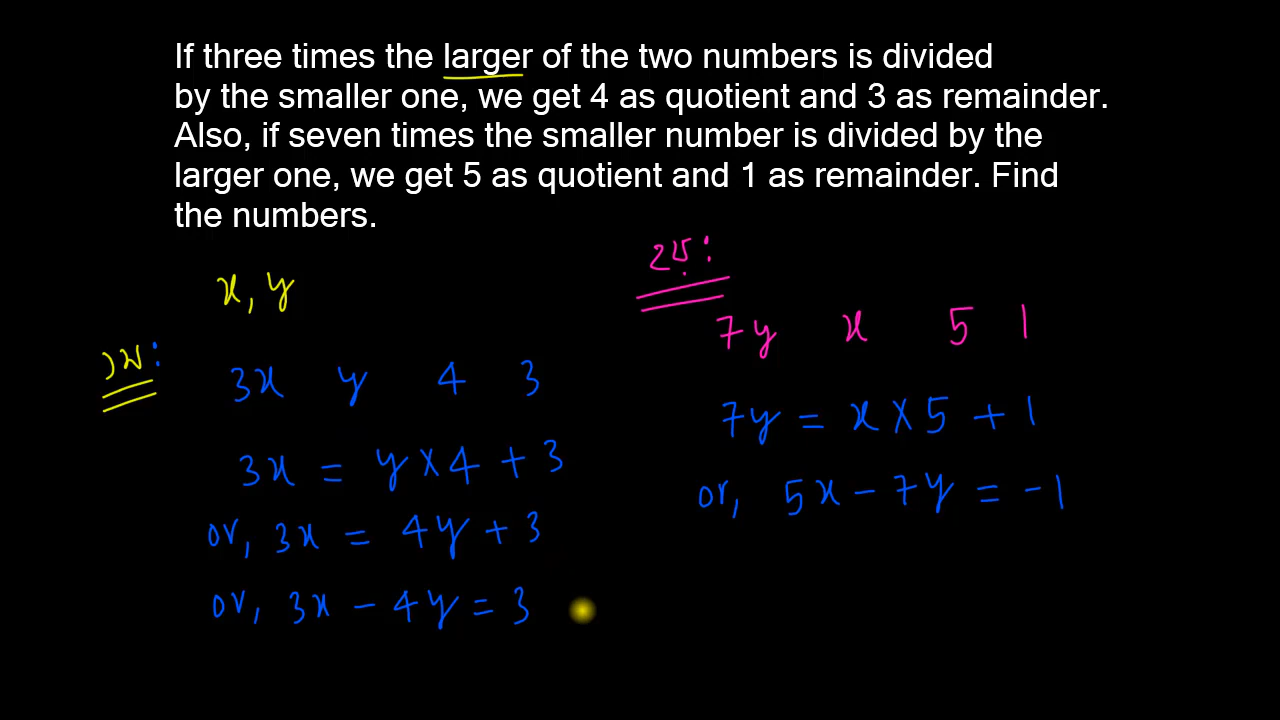 If three times the larger of the two numbers is divided
by the smaller one, we get 4 as quotient and 3 as remainder.
Also, if seven times the smaller number is divided by the
larger one, we get 5 as quotient and 1 as remainder. Find
the numbers.
x, y
১ম:
3x y 4 3
3x = y × 4 + 3
or, 3x = 4y + 3
or, 3x - 4y = 3
২য়:
7y x 5 1
7y = x × 5 + 1
or, 5x - 7y = -1